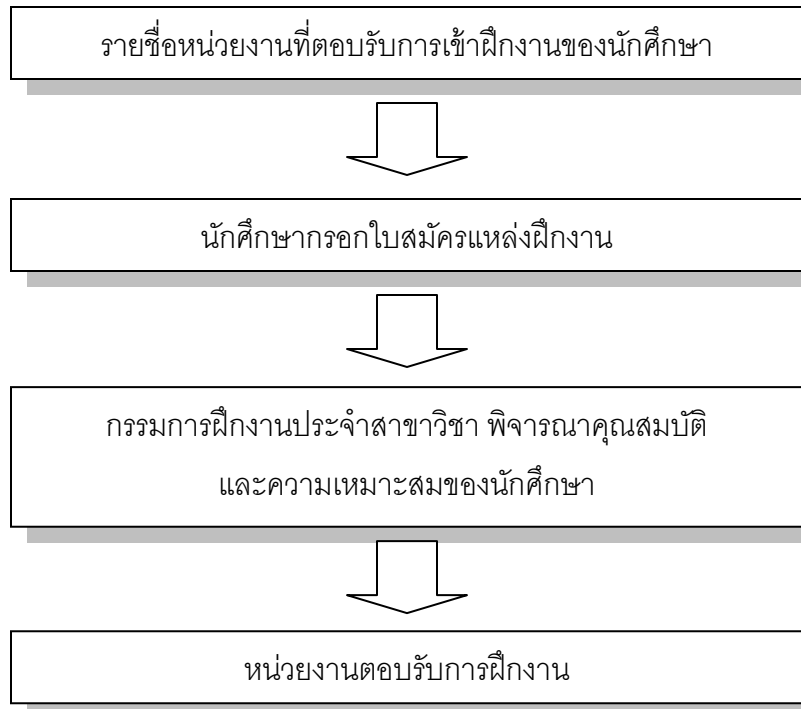 รายชื่อหน่วยงานที่ตอบรับการเข้าฝึกงานของนักศึกษา
นักศึกษากรอกใบสมัครแหล่งฝึกงาน
กรรมการฝึกงานประจำสาขาวิชา พิจารณาคุณสมบัติ
และความเหมาะสมของนักศึกษา
หน่วยงานตอบรับการฝึกงาน